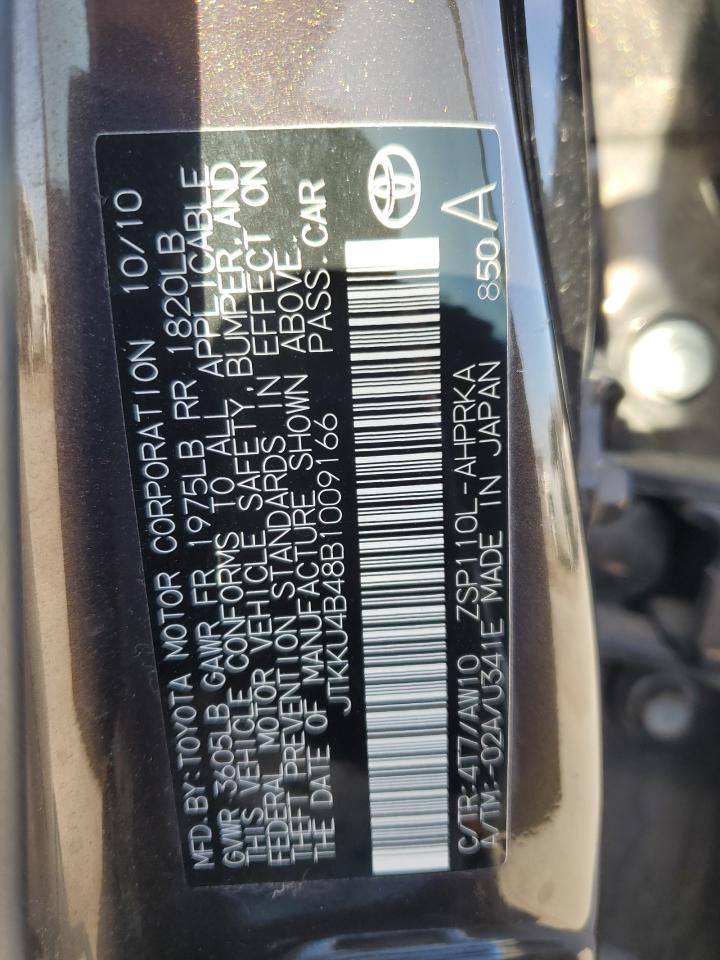 MFD. BY: TOYOTA MOTOR CORPORATION 10/10
GVWR 3605LB GAWR FR 1975LB RR 1820LB
THIS VEHICLE CONFORMS TO ALL APPLICABLE
FEDERAL MOTOR VEHICLE SAFETY, BUMPER, AND
THEFT PREVENTION STANDARDS IN EFFECT ON
THE DATE OF MANUFACTURE SHOWN ABOVE.
JTKKU4B48B1009166 PASS. CAR
C/TR: 4T7//AW10 ZSP110L-AHPRKA 850 A
A/TM: -02A/U341E MADE IN JAPAN